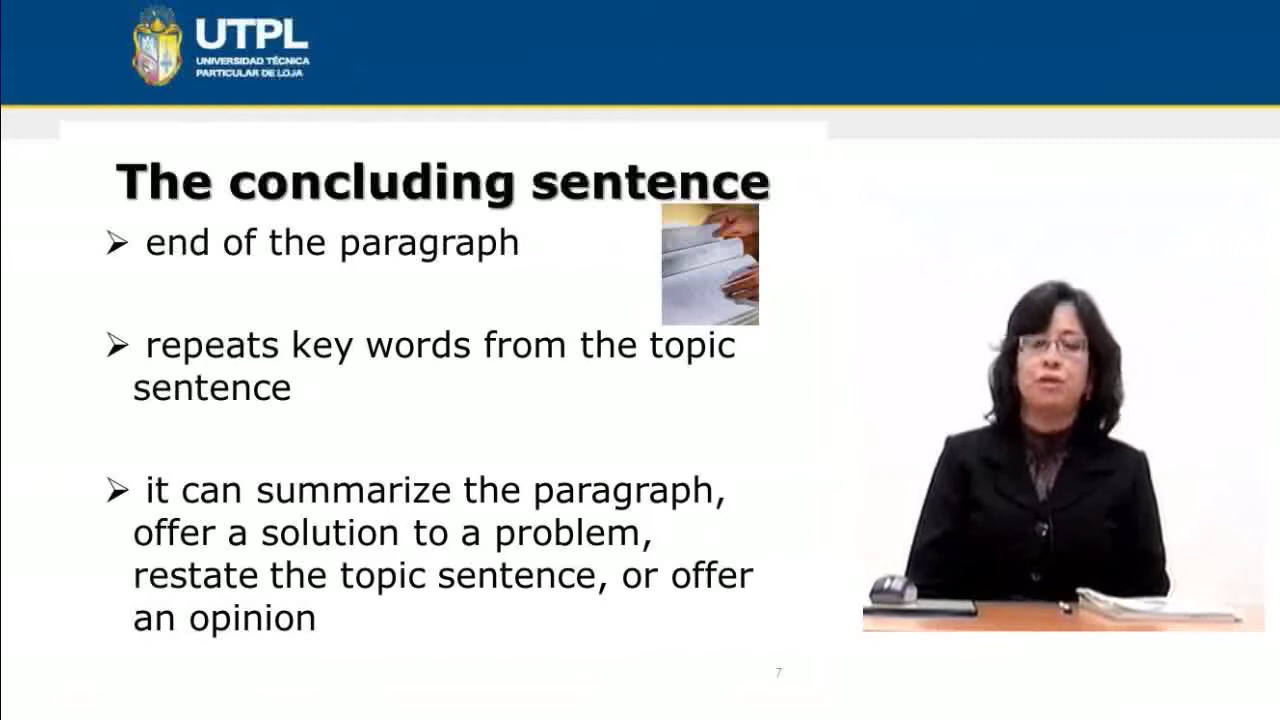 UTPL
UNIVERSIDAD TÉCNICA
PARTICULAR DE LOJA
The concluding sentence
➢ end of the paragraph
➢ repeats key words from the topic
sentence
➢ it can summarize the paragraph,
offer a solution to a problem,
restate the topic sentence, or offer
an opinion
7